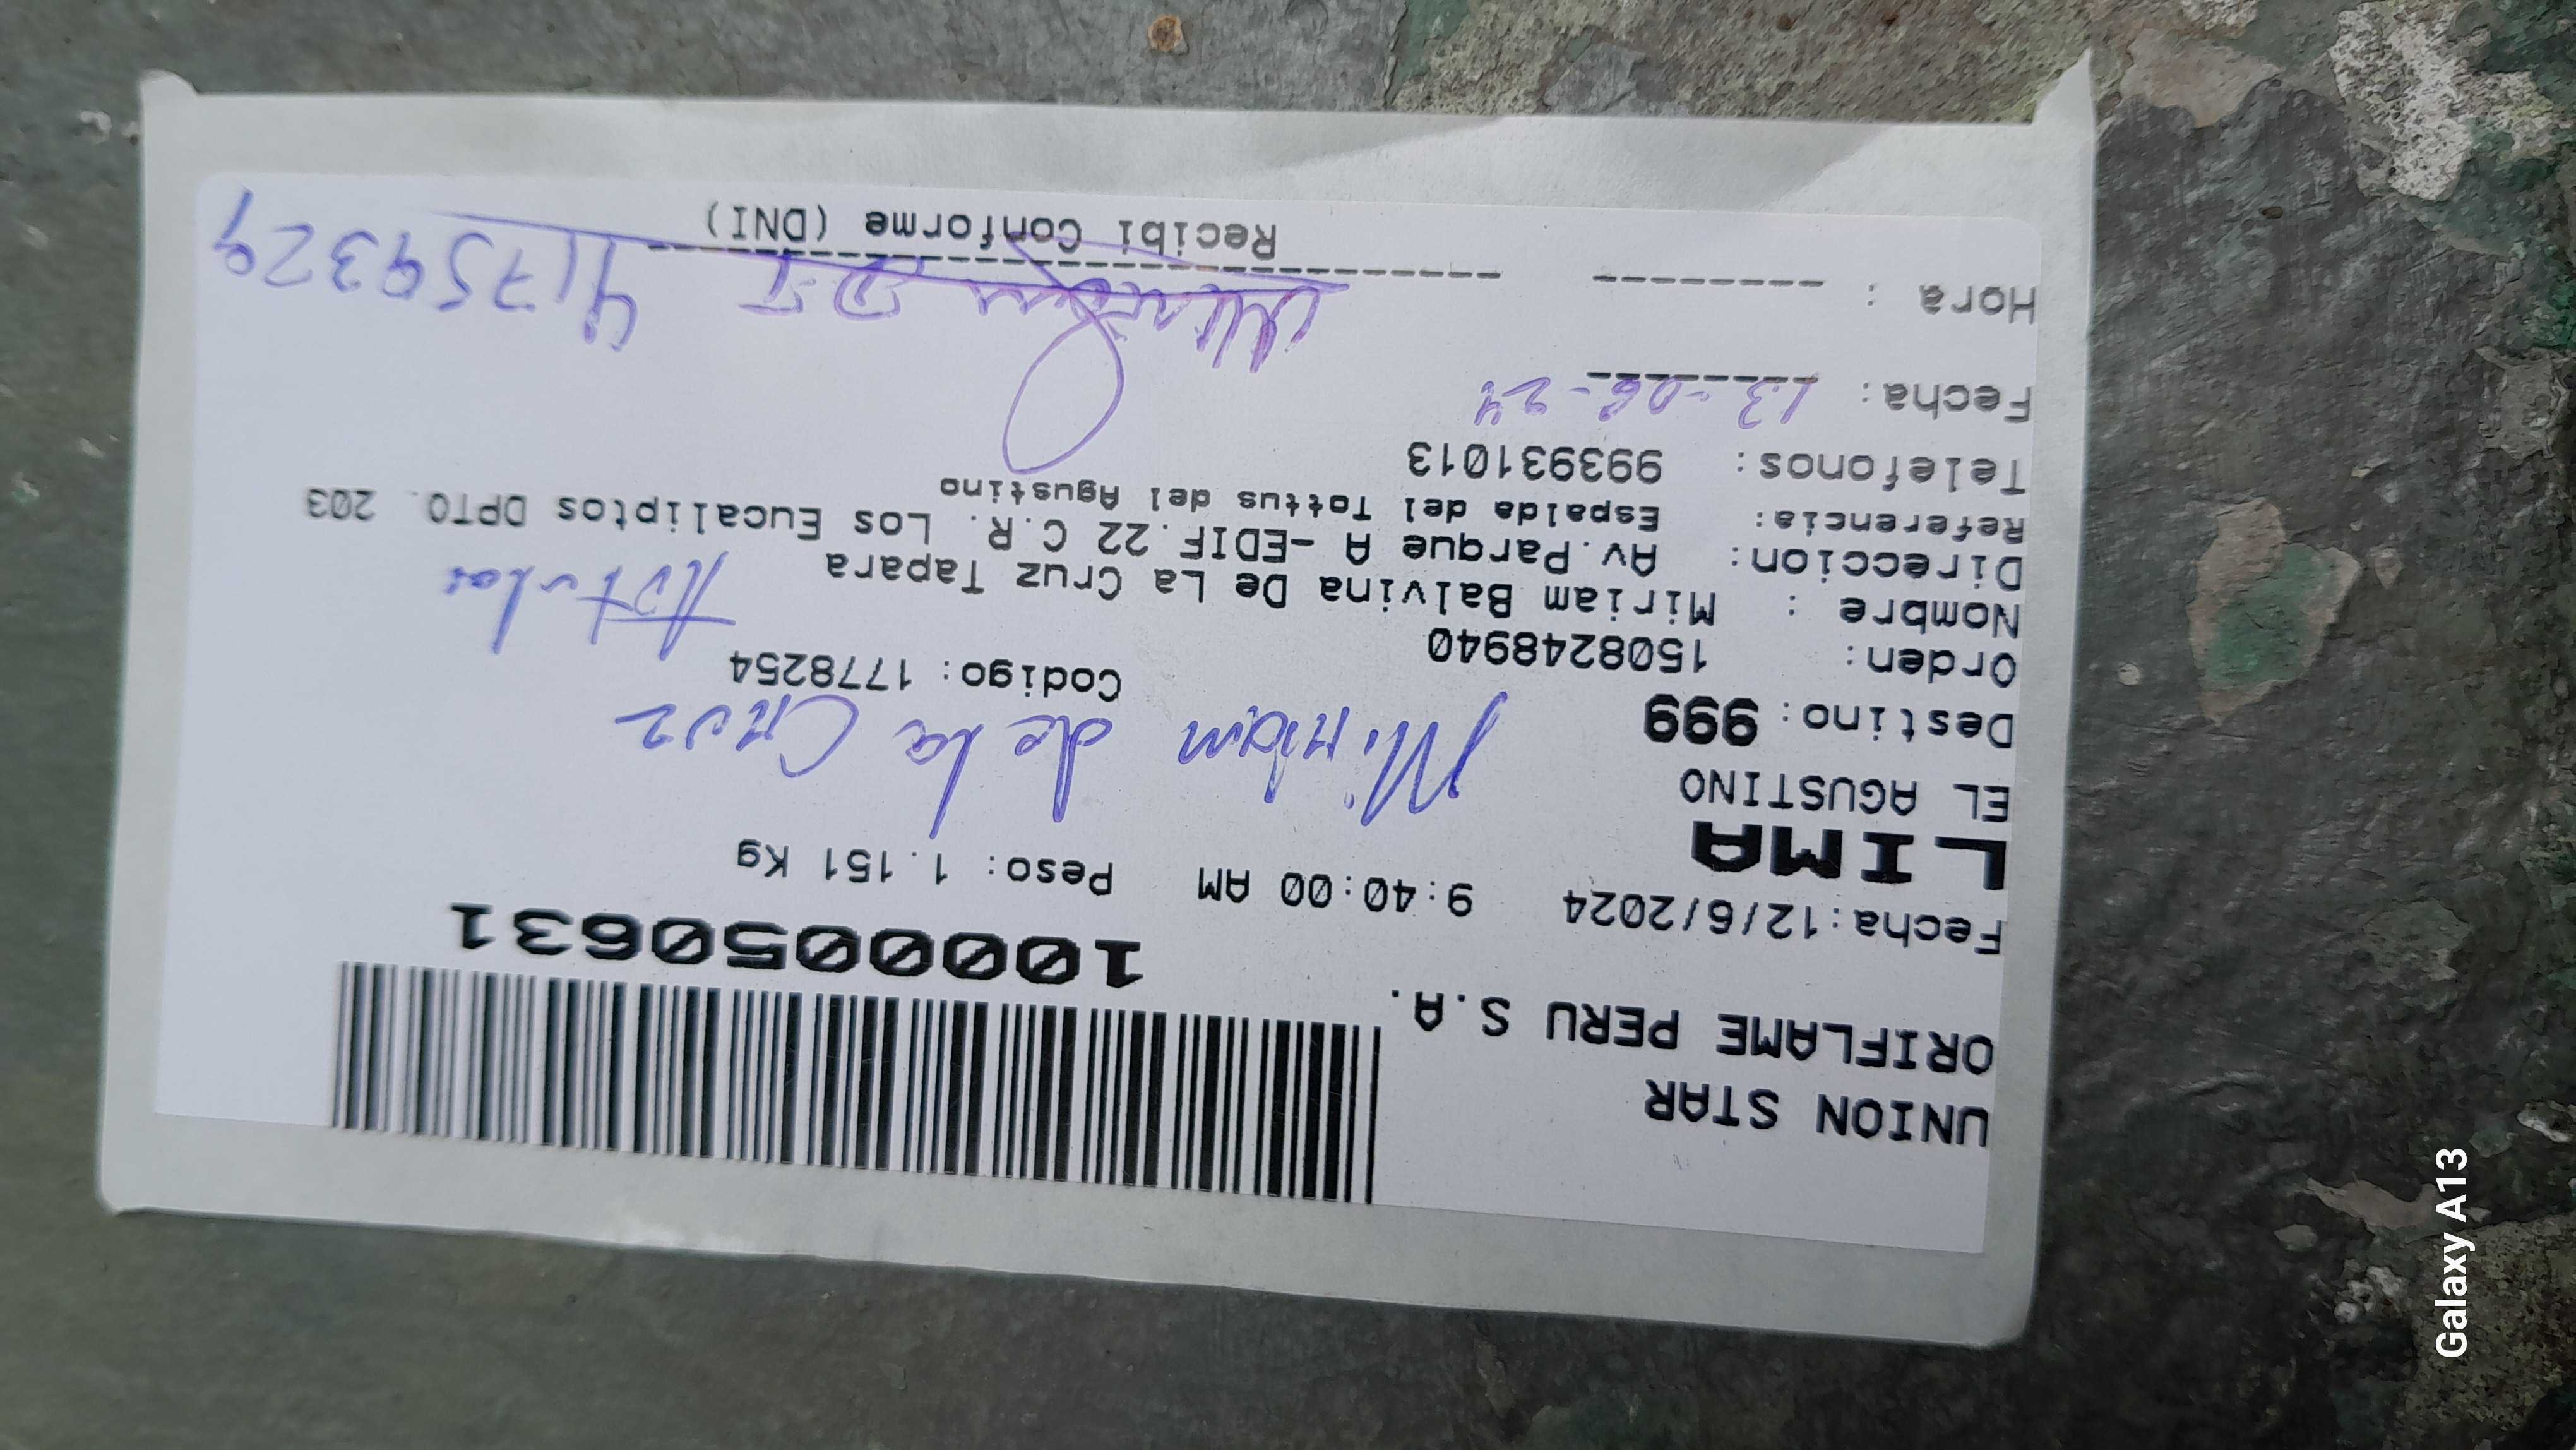 UNION STAR
ORIFLAME PERU S.A.
1000050631
Fecha:12/6/2024 9:40:00 AM Peso: 1.151 Kg
LIMA
EL AGUSTINO
Miriam de la Cruz
Destino: 999
Orden: 1508248940 Codigo: 1778254
Nombre : Miriam Balvina De La Cruz Tapara
Direccion: Av.Parque A -EDIF.22 C.R. Los Eucaliptos DPTO. 203
Referencia: Espalda del Tottus del Agustino
Telefonos: 993931013
Fecha: 13-06-24
Hora : 41759329
Recibi Conforme (DNI)
Galaxy A13